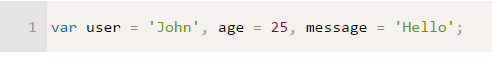 1 var user = 'John', age = 25, message = 'Hello';